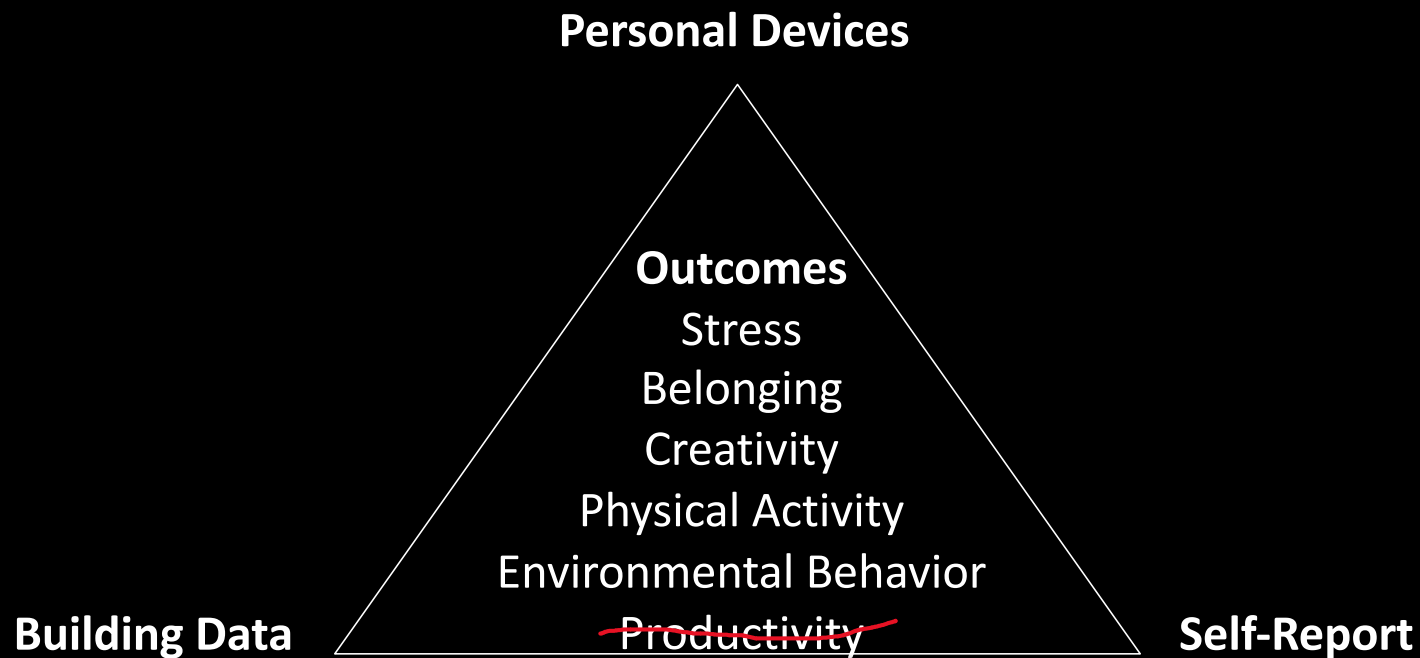 Personal Devices
Outcomes
Stress
Belonging
Creativity
Physical Activity
Environmental Behavior
Productivity
Building Data
Self-Report